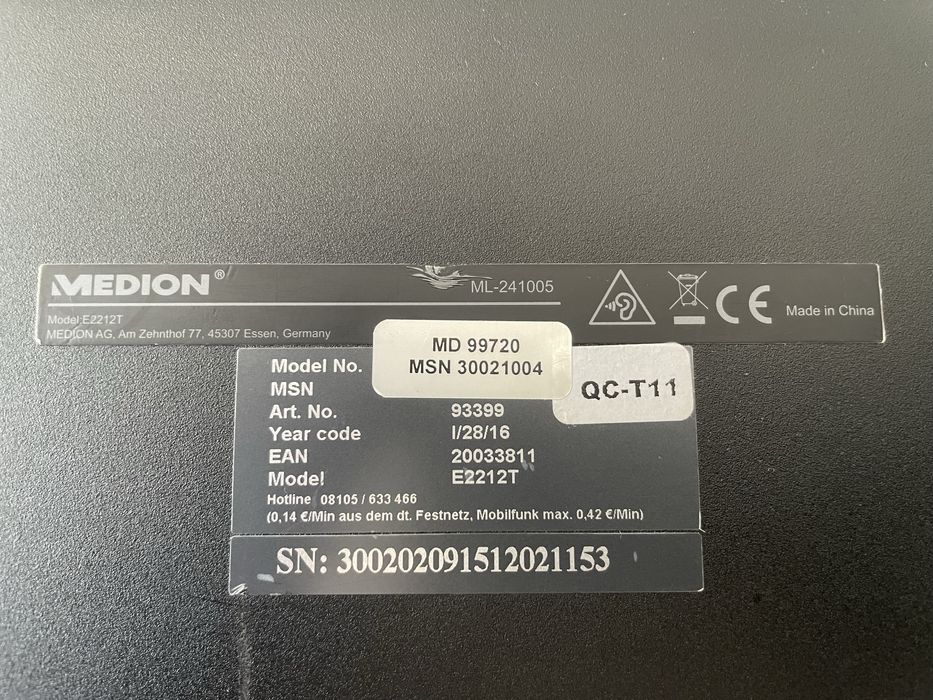 MEDION®
ML-241005
Model:E2212T
MEDION AG, Am Zehnthof 77, 45307 Essen, Germany
CE
Made in China
MD 99720
MSN 30021004
QC-T11
Model No.
MSN
Art. No. 93399
Year code I/28/16
EAN 20033811
Model E2212T
Hotline 08105 / 633 466
(0,14 €/Min aus dem dt. Festnetz, Mobilfunk max. 0,42 €/Min)
SN: 300202091512021153